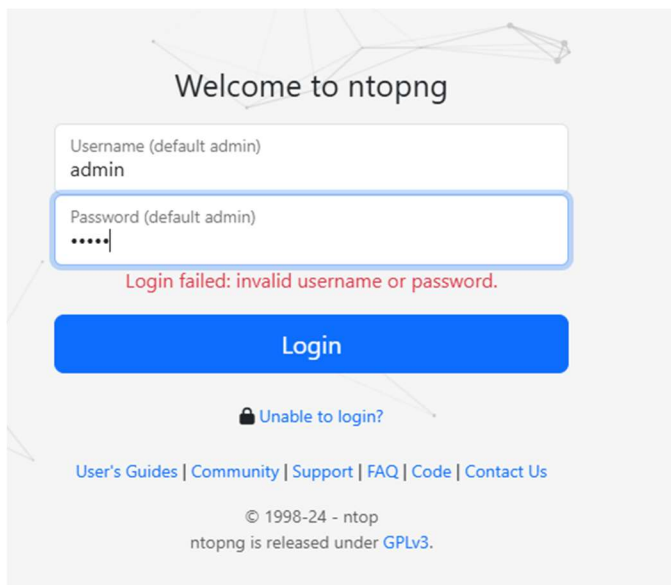 Welcome to ntopng
Username (default admin)
admin
Password (default admin)
•••••
Login failed: invalid username or password.
Login
Unable to login?
User's Guides | Community | Support | FAQ | Code | Contact Us
© 1998-24 - ntop
ntopng is released under GPLv3.